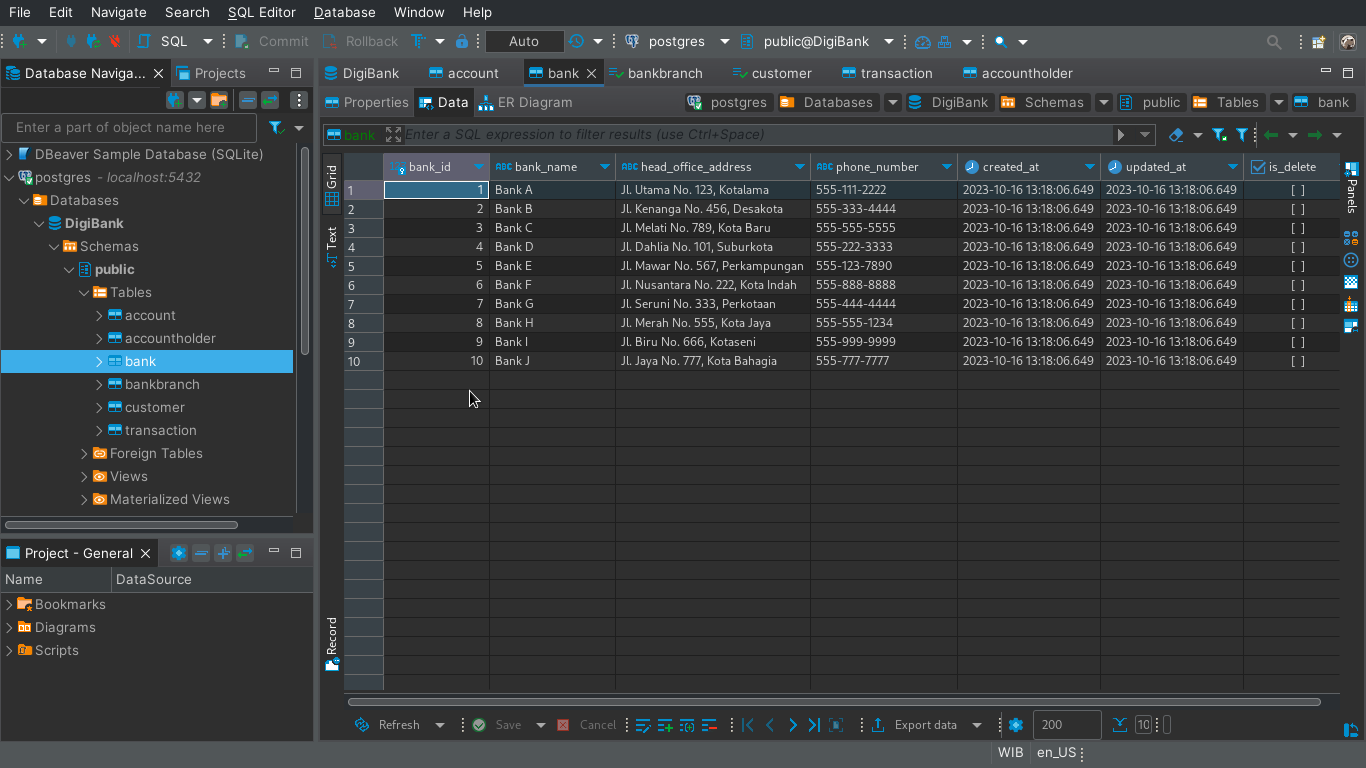 File Edit Navigate Search SQL Editor Database Window Help
SQL Commit Rollback Auto postgres public@DigiBank
Database Naviga... Projects
DigiBank account bank bankbranch customer transaction accountholder
Properties Data ER Diagram postgres Databases DigiBank Schemas public Tables bank
Enter a part of object name here
bank Enter a SQL expression to filter results (use Ctrl+Space)
DBeaver Sample Database (SQLite)
postgres - localhost:5432
Databases
DigiBank
Schemas
public
Tables
account
accountholder
bank
bankbranch
customer
transaction
Foreign Tables
Views
Materialized Views
Project - General
Name DataSource
Bookmarks
Diagrams
Scripts
Grid
Text
Record
bank_id bank_name head_office_address phone_number created_at updated_at is_delete
1 1 Bank A Jl. Utama No. 123, Kotalama 555-111-2222 2023-10-16 13:18:06.649 2023-10-16 13:18:06.649 [ ]
2 2 Bank B Jl. Kenanga No. 456, Desakota 555-333-4444 2023-10-16 13:18:06.649 2023-10-16 13:18:06.649 [ ]
3 3 Bank C Jl. Melati No. 789, Kota Baru 555-555-5555 2023-10-16 13:18:06.649 2023-10-16 13:18:06.649 [ ]
4 4 Bank D Jl. Dahlia No. 101, Suburkota 555-222-3333 2023-10-16 13:18:06.649 2023-10-16 13:18:06.649 [ ]
5 5 Bank E Jl. Mawar No. 567, Perkampungan 555-123-7890 2023-10-16 13:18:06.649 2023-10-16 13:18:06.649 [ ]
6 6 Bank F Jl. Nusantara No. 222, Kota Indah 555-888-8888 2023-10-16 13:18:06.649 2023-10-16 13:18:06.649 [ ]
7 7 Bank G Jl. Seruni No. 333, Perkotaan 555-444-4444 2023-10-16 13:18:06.649 2023-10-16 13:18:06.649 [ ]
8 8 Bank H Jl. Merah No. 555, Kota Jaya 555-555-1234 2023-10-16 13:18:06.649 2023-10-16 13:18:06.649 [ ]
9 9 Bank I Jl. Biru No. 666, Kotaseni 555-999-9999 2023-10-16 13:18:06.649 2023-10-16 13:18:06.649 [ ]
10 10 Bank J Jl. Jaya No. 777, Kota Bahagia 555-777-7777 2023-10-16 13:18:06.649 2023-10-16 13:18:06.649 [ ]
Panels
Refresh Save Cancel Export data 200 10
WIB en_US